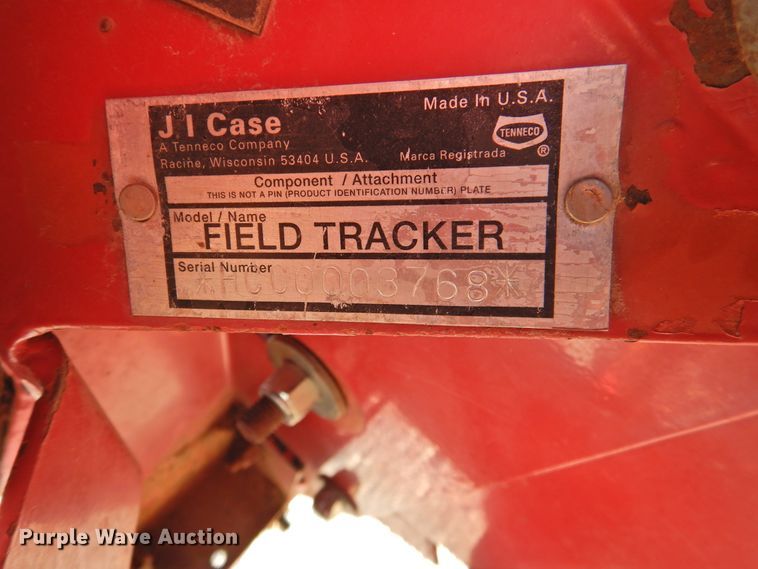 J I Case
Made In U.S.A.
A Tenneco Company
TENNECO
Racine, Wisconsin 53404 U.S.A.
Marca Registrada
®
Component / Attachment
THIS IS NOT A PIN (PRODUCT IDENTIFICATION NUMBER) PLATE
Model / Name
FIELD TRACKER
Serial Number
Purple Wave Auction®